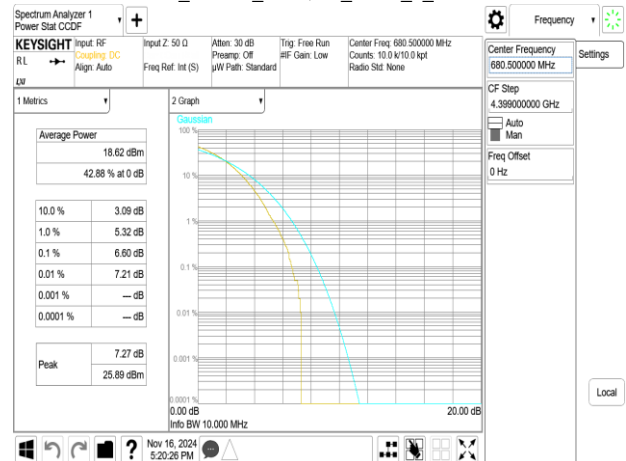 Spectrum Analyzer 1
Power Stat CCDF
Frequency
KEYSIGHT
Input: RF
Coupling: DC
Align: Auto
Input Z: 50 Ω
Freq Ref: Int (S)
Atten: 30 dB
Preamp: Off
µW Path: Standard
Trig: Free Run
#IF Gain: Low
Center Freq: 680.500000 MHz
Counts: 10.0 k/10.0 kpt
Radio Std: None
RL
LXI
Center Frequency
680.500000 MHz
Settings
CF Step
4.399000000 GHz
Auto
Man
Freq Offset
0 Hz
1 Metrics
Average Power
18.62 dBm
42.88 % at 0 dB
10.0 % 3.09 dB
1.0 % 5.32 dB
0.1 % 6.60 dB
0.01 % 7.21 dB
0.001 % --- dB
0.0001 % --- dB
Peak
7.27 dB
25.89 dBm
2 Graph
Gaussian
100 %
10 %
1 %
0.1 %
0.01 %
0.001 %
0.0001 %
0.00 dB
20.00 dB
Info BW 10.000 MHz
Local
?
Nov 16, 2024
5:20:26 PM